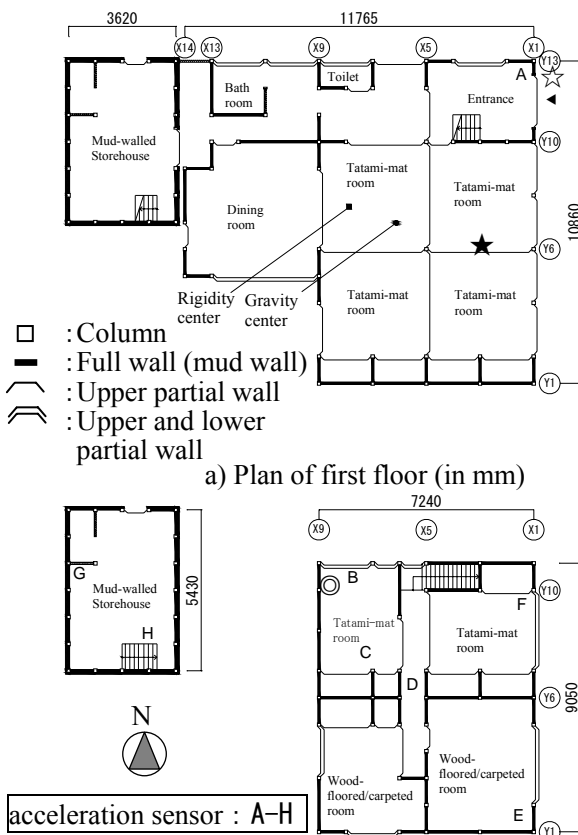 3620
11765
X14
X13
X9
X5
X1
Y13
A
Bath
room
Toilet
Entrance
Mud-walled
Storehouse
Y10
Tatami-mat
room
Tatami-mat
room
Dining
room
10860
Y6
Rigidity
center
Gravity
center
Tatami-mat
room
Tatami-mat
room
: Column
: Full wall (mud wall)
: Upper partial wall
: Upper and lower
partial wall
Y1
a) Plan of first floor (in mm)
7240
X9
X5
X1
G
Mud-walled
Storehouse
H
5430
B
Y10
F
Tatami-mat
room
Tatami-mat
room
C
D
Y6
9050
N
Wood-
floored/carpeted
room
Wood-
floored/carpeted
room
E
Y1
acceleration sensor : A-H